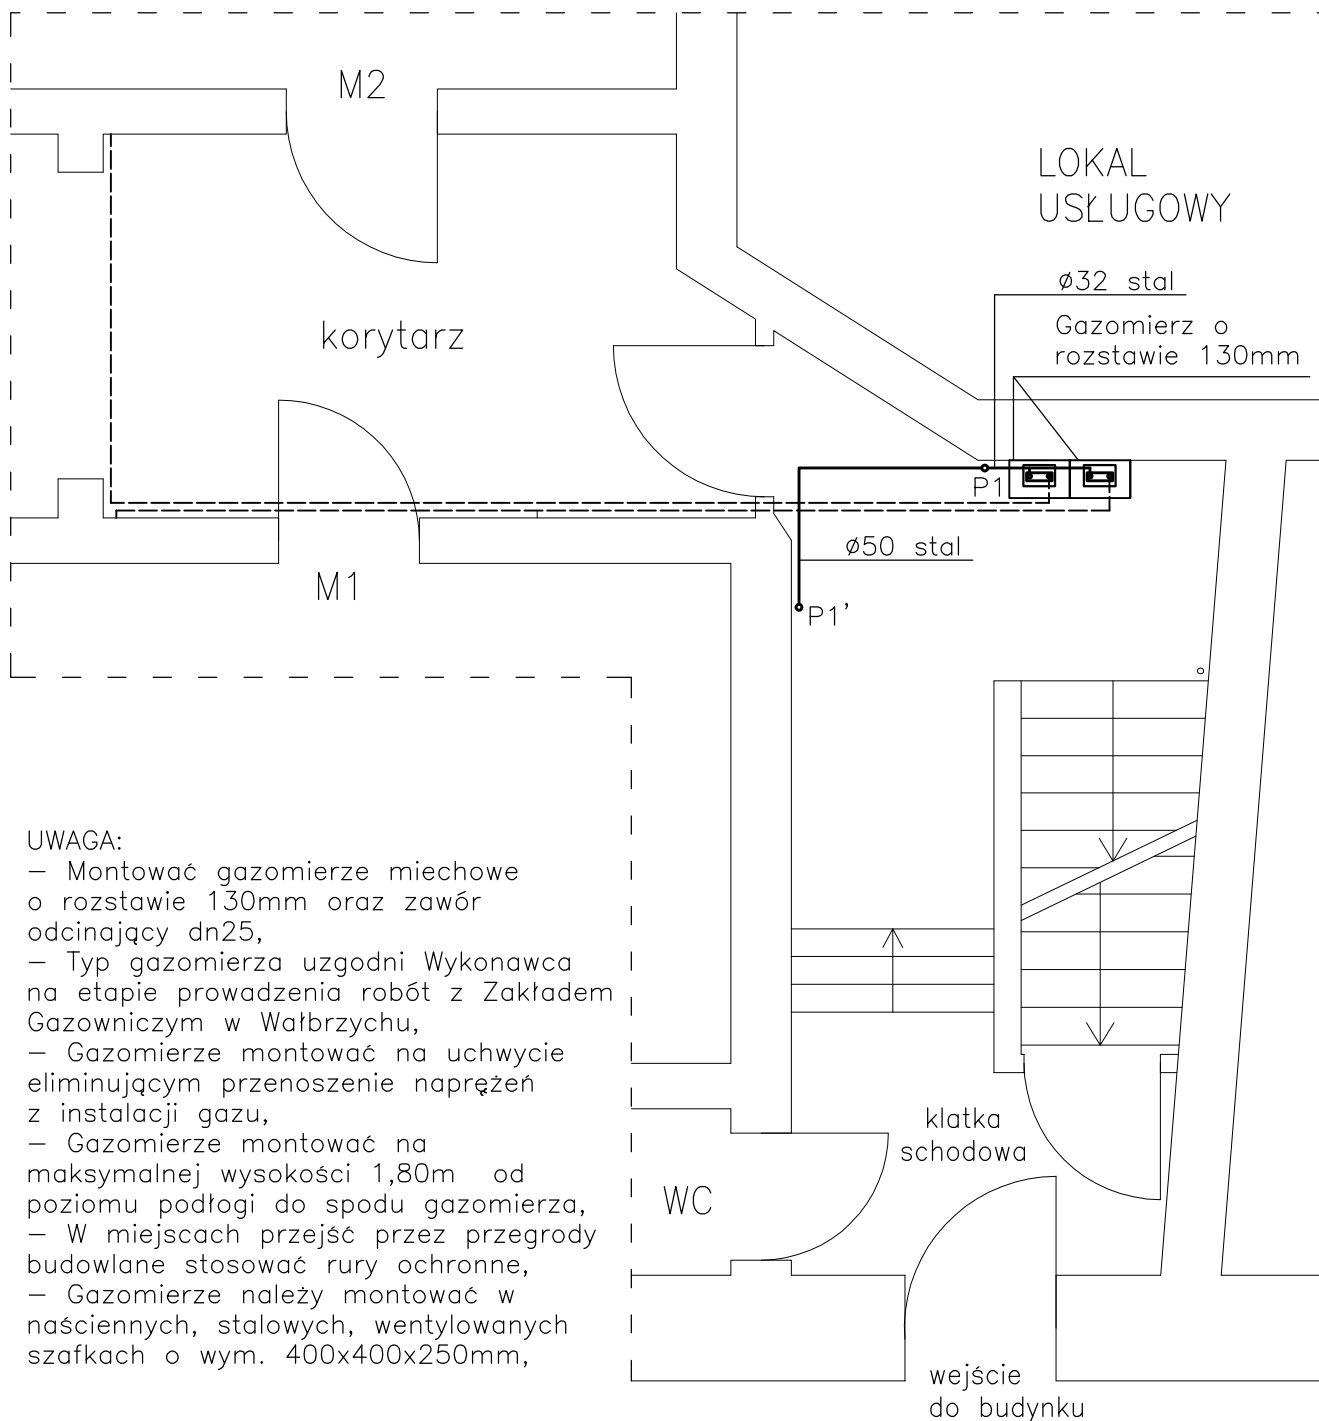 M2
LOKAL
USŁUGOWY
ø32 stal
Gazomierz o
rozstawie 130mm
korytarz
P1
ø50 stal
M1
P1'
UWAGA:
– Montować gazomierze miechowe
o rozstawie 130mm oraz zawór
odcinający dn25,
– Typ gazomierza uzgodni Wykonawca
na etapie prowadzenia robót z Zakładem
Gazowniczym w Wałbrzychu,
– Gazomierze montować na uchwycie
eliminującym przenoszenie naprężeń
z instalacji gazu,
– Gazomierze montować na
maksymalnej wysokości 1,80m od
poziomu podłogi do spodu gazomierza,
– W miejscach przejść przez przegrody
budowlane stosować rury ochronne,
– Gazomierze należy montować w
naściennych, stalowych, wentylowanych
szafkach o wym. 400x400x250mm,
klatka
schodowa
WC
wejście
do budynku